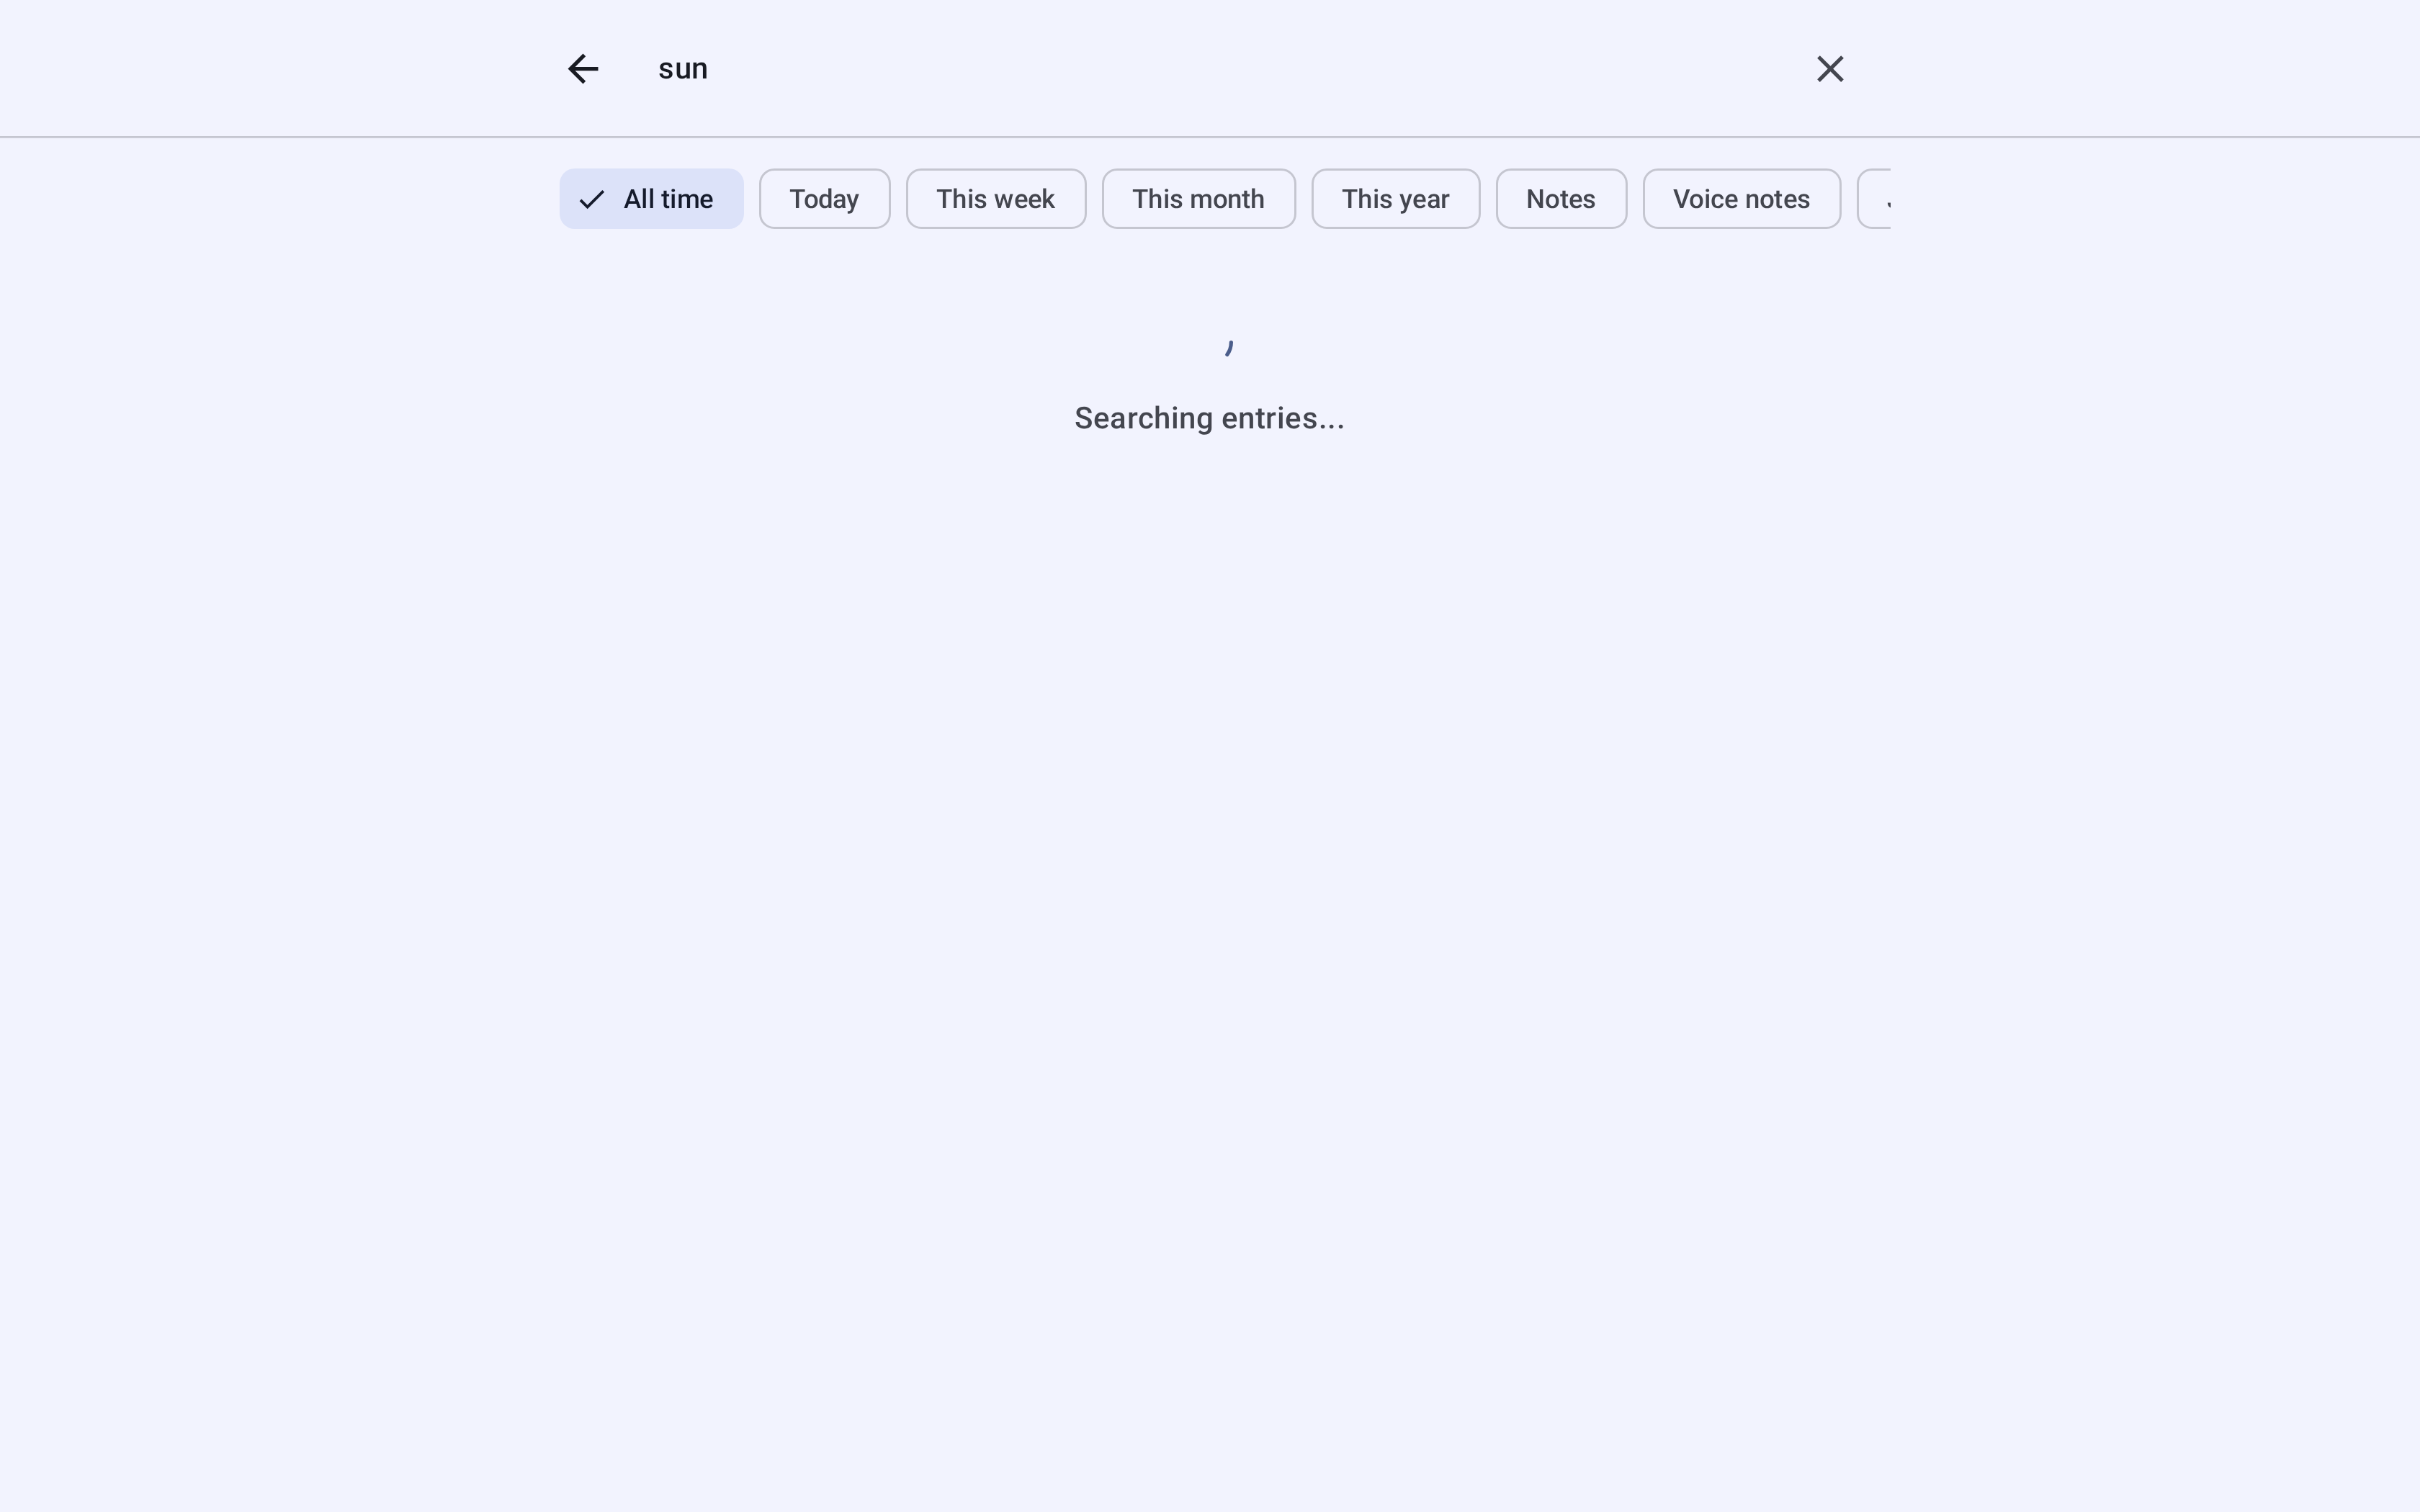 sun
All time
Today
This week
This month
This year
Notes
Voice notes
Searching entries...